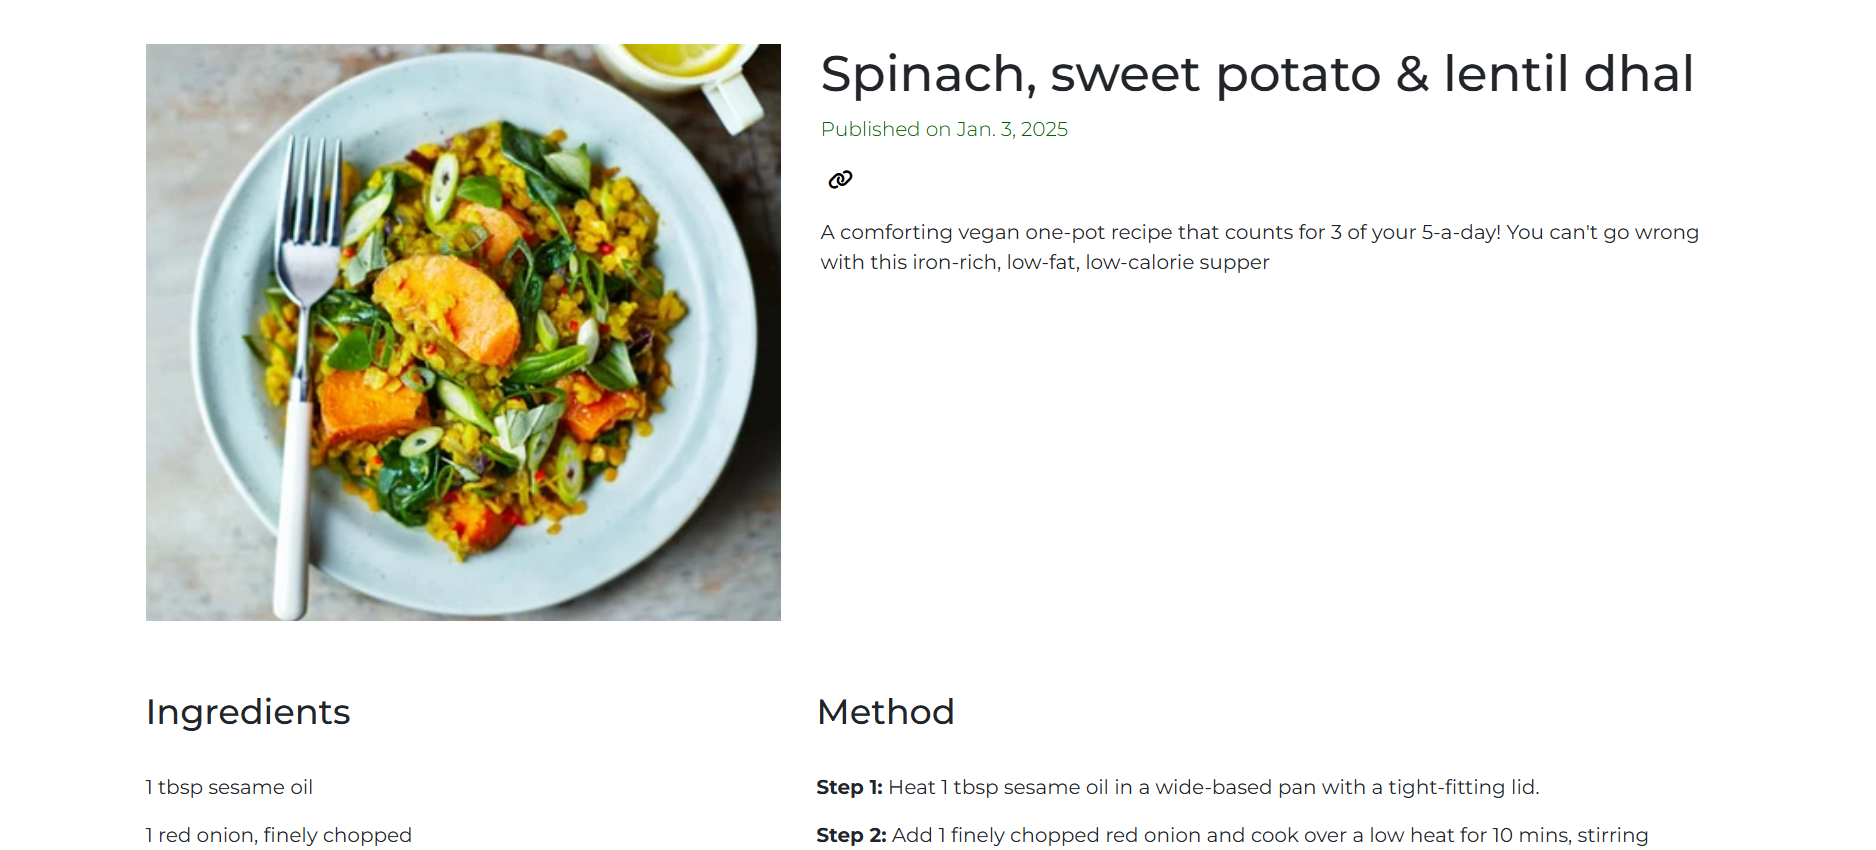 Spinach, sweet potato & lentil dhal
Published on Jan. 3, 2025
A comforting vegan one-pot recipe that counts for 3 of your 5-a-day! You can't go wrong
with this iron-rich, low-fat, low-calorie supper
Ingredients
1 tbsp sesame oil
1 red onion, finely chopped
Method
Step 1: Heat 1 tbsp sesame oil in a wide-based pan with a tight-fitting lid.
Step 2: Add 1 finely chopped red onion and cook over a low heat for 10 mins, stirring